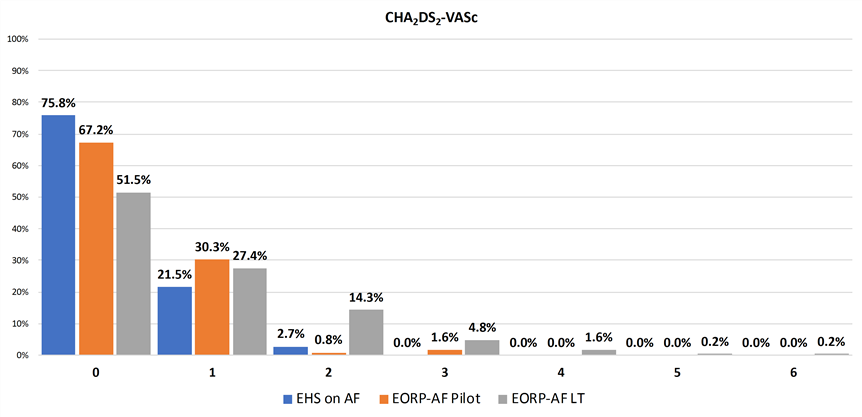 CHA₂DS₂-VASc
100%
90%
80%
70%
60%
50%
40%
30%
20%
10%
0%
75.8% 67.2% 51.5%
21.5% 30.3% 27.4%
2.7% 0.8% 14.3%
0.0% 1.6% 4.8%
0.0% 0.0% 1.6%
0.0% 0.0% 0.2%
0.0% 0.0% 0.2%
0 1 2 3 4 5 6
EHS on AF EORP-AF Pilot EORP-AF LT